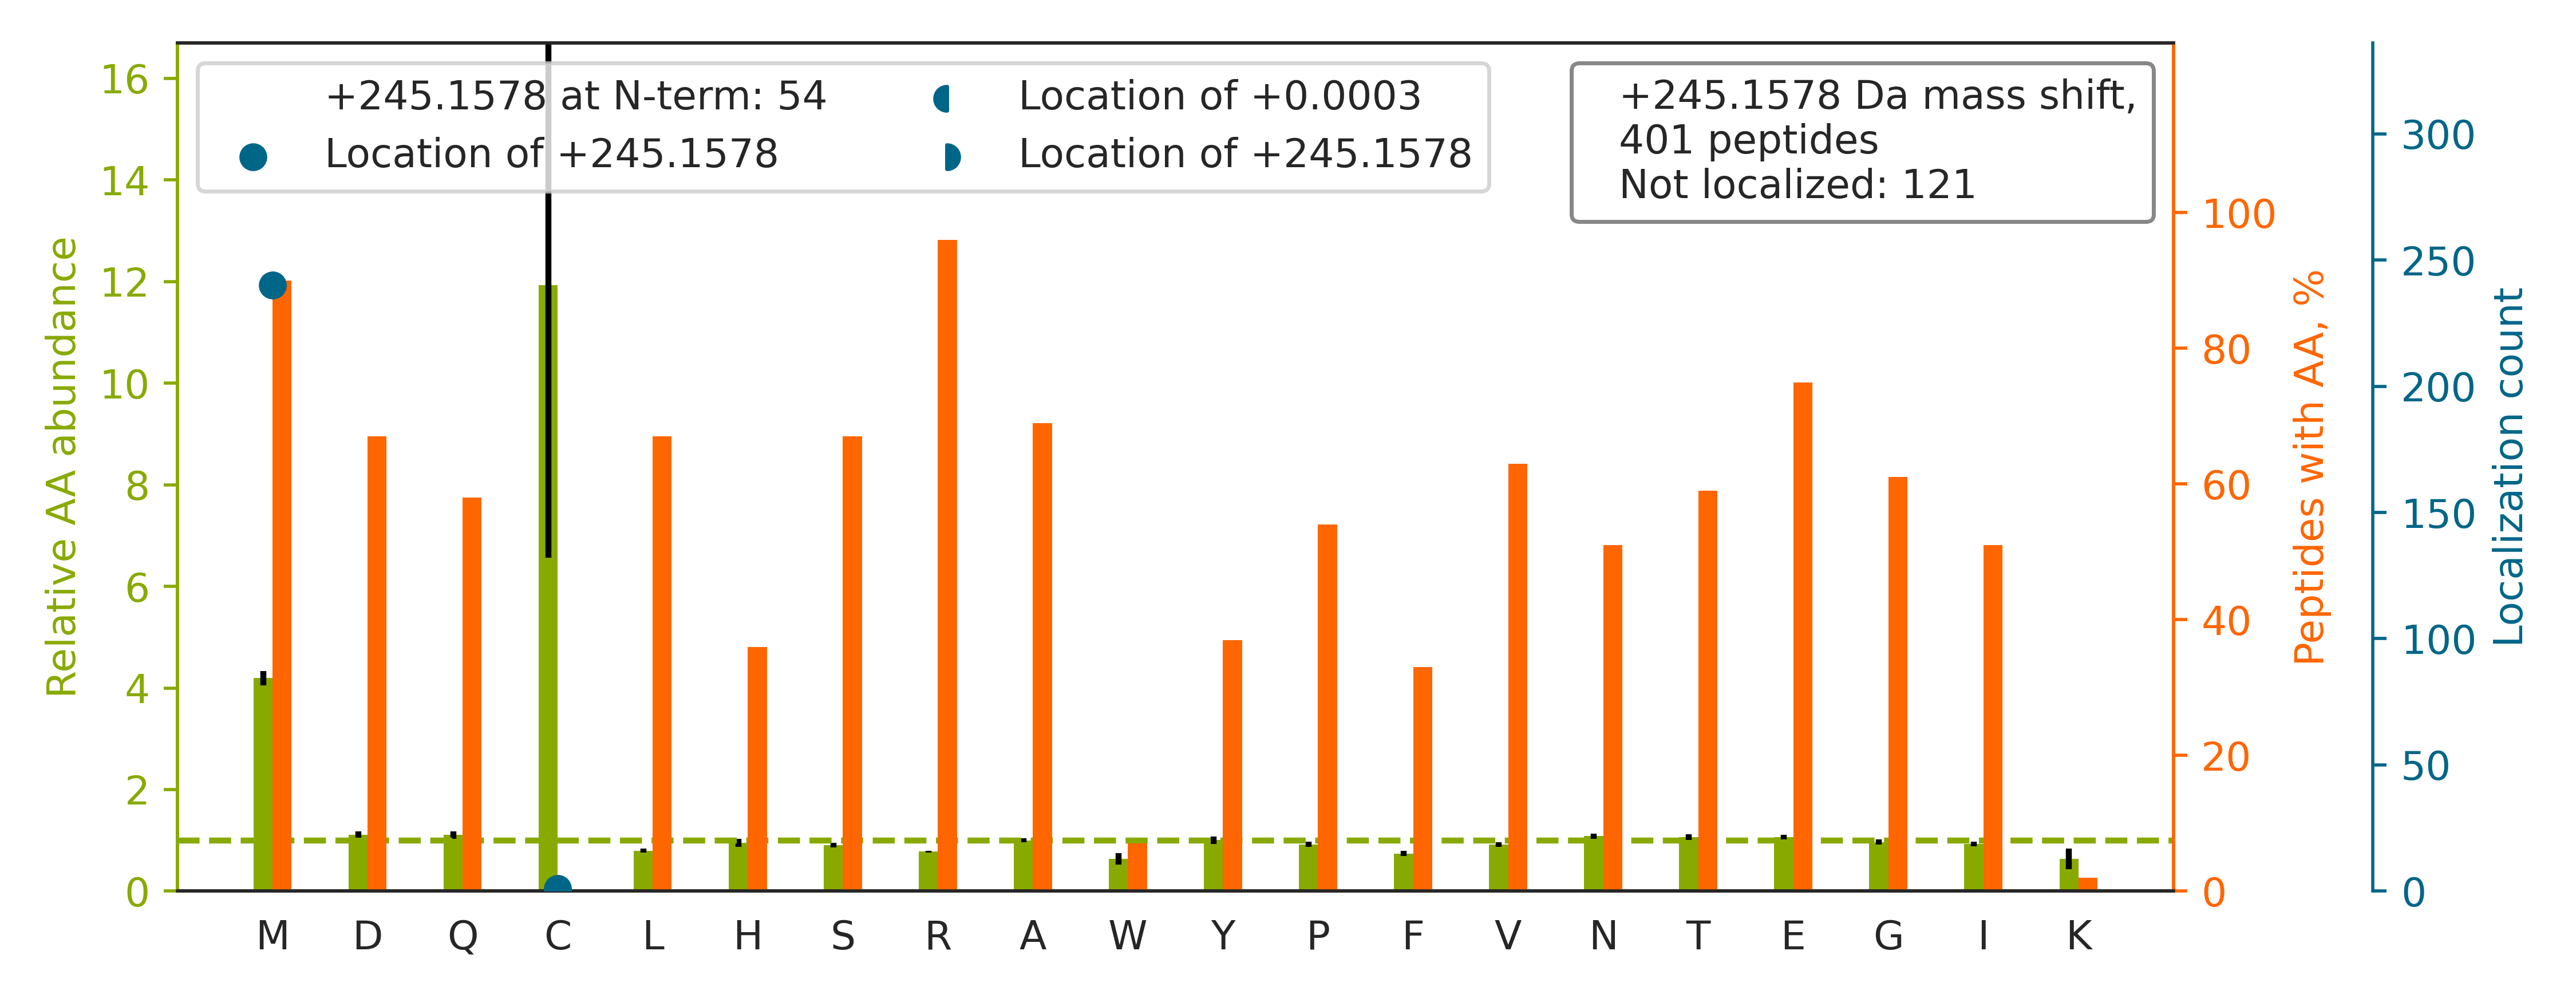 +245.1578 at N-term: 54
Location of +245.1578
Location of +0.0003
Location of +245.1578
+245.1578 Da mass shift,
401 peptides
Not localized: 121
Relative AA abundance
16
14
12
10
8
6
4
2
0
M D Q C L H S R A W Y P F V N T E G I K
100
80
60
40
20
0
Peptides with AA, %
300
250
200
150
100
50
0
Localization count